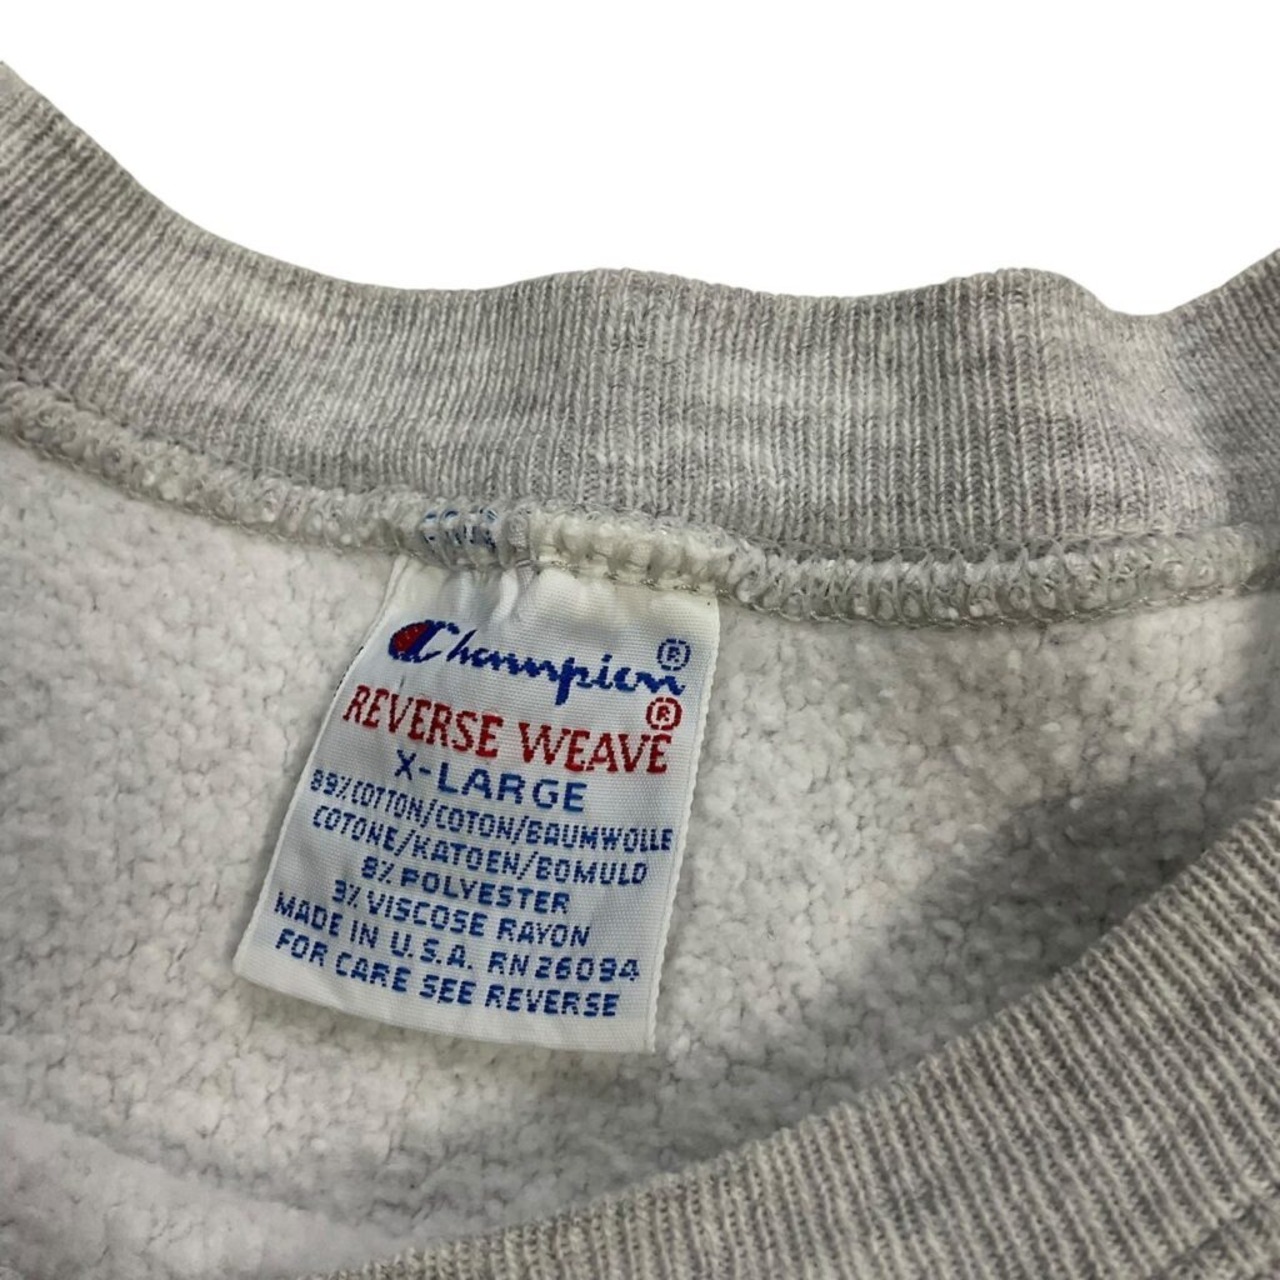 Champion®
REVERSE WEAVE®
X-LARGE
89% COTTON/COTON/BAUMWOLLE
COTONE/KATOEN/BOMULD
8% POLYESTER
3% VISCOSE RAYON
MADE IN U.S.A. RN 26094
FOR CARE SEE REVERSE